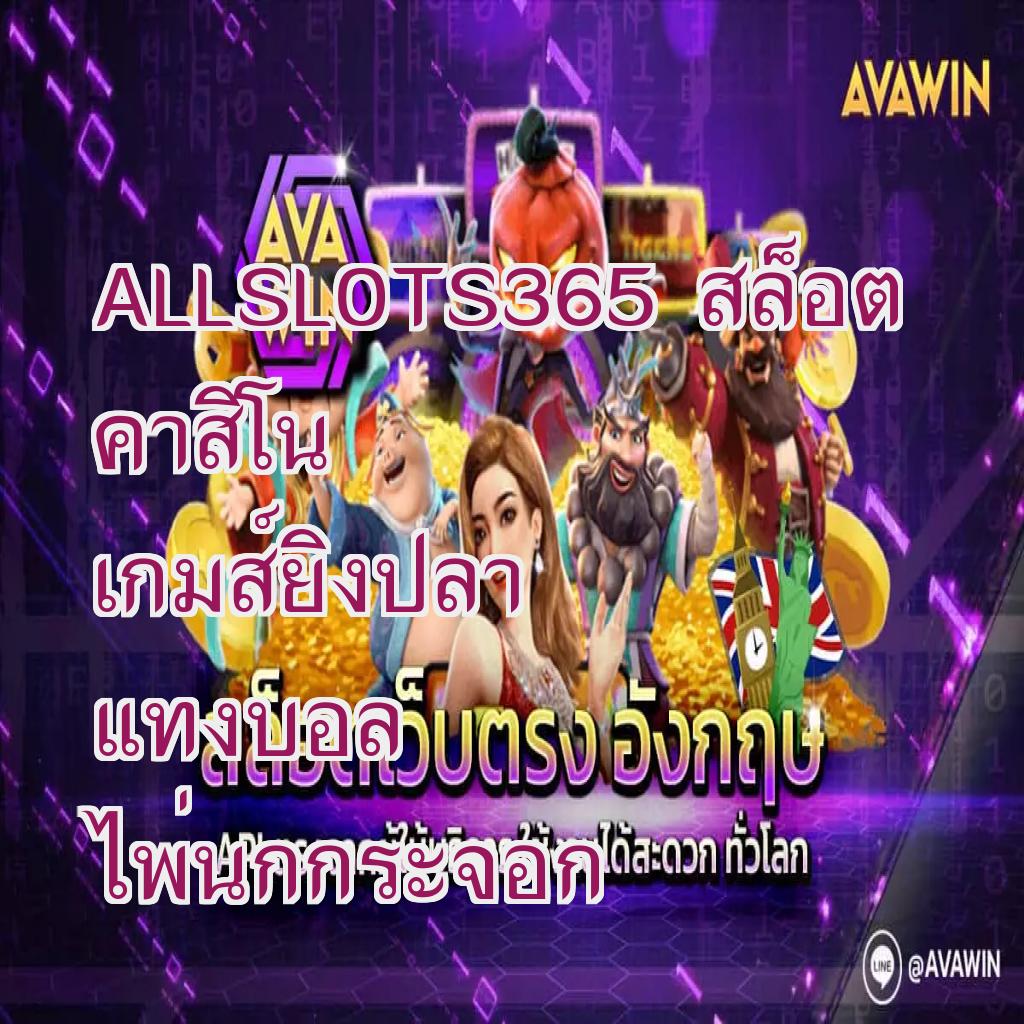 AVAWIN
AVA
WIN
TIGERS
ALLSLOTS365 สล็อต
คาสิโน
เกมส์ยิงปลา
แทงบอล
ไพ่นกกระจอก
สล็อตเว็บตรง อังกฤษ
ได้สะดวก ทั่วโลก
LINE @AVAWIN